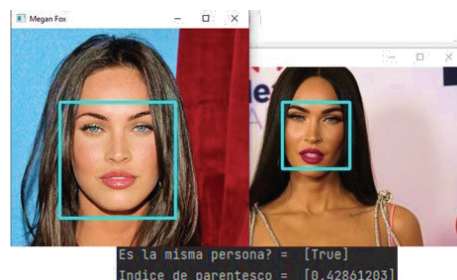 Megan Fox
Es la misma persona? = [True]
Indice de parentesco = [0.42861203]